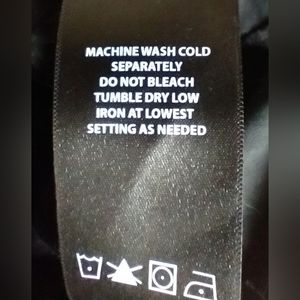 MACHINE WASH COLD
SEPARATELY
DO NOT BLEACH
TUMBLE DRY LOW
IRON AT LOWEST
SETTING AS NEEDED